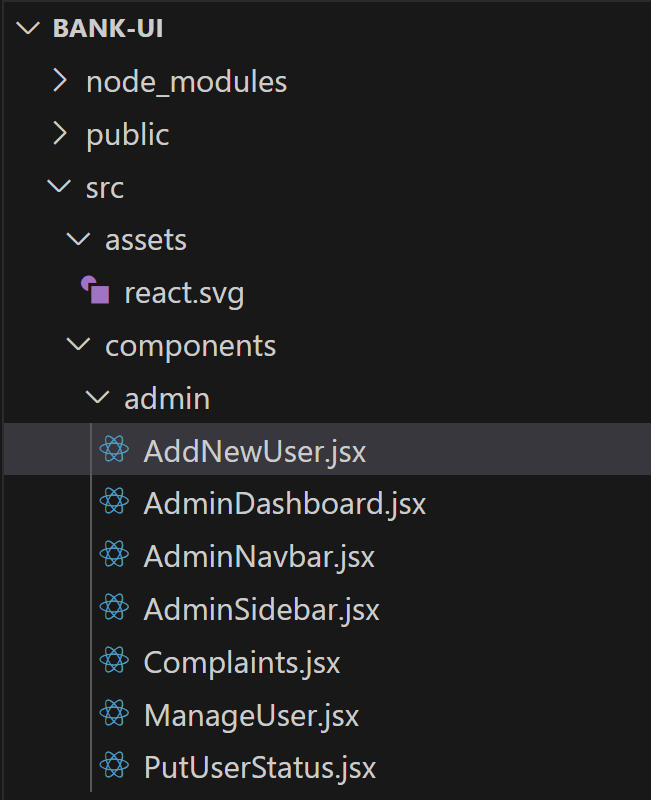 BANK-UI
node_modules
public
src
assets
react.svg
components
admin
AddNewUser.jsx
AdminDashboard.jsx
AdminNavbar.jsx
AdminSidebar.jsx
Complaints.jsx
ManageUser.jsx
PutUserStatus.jsx